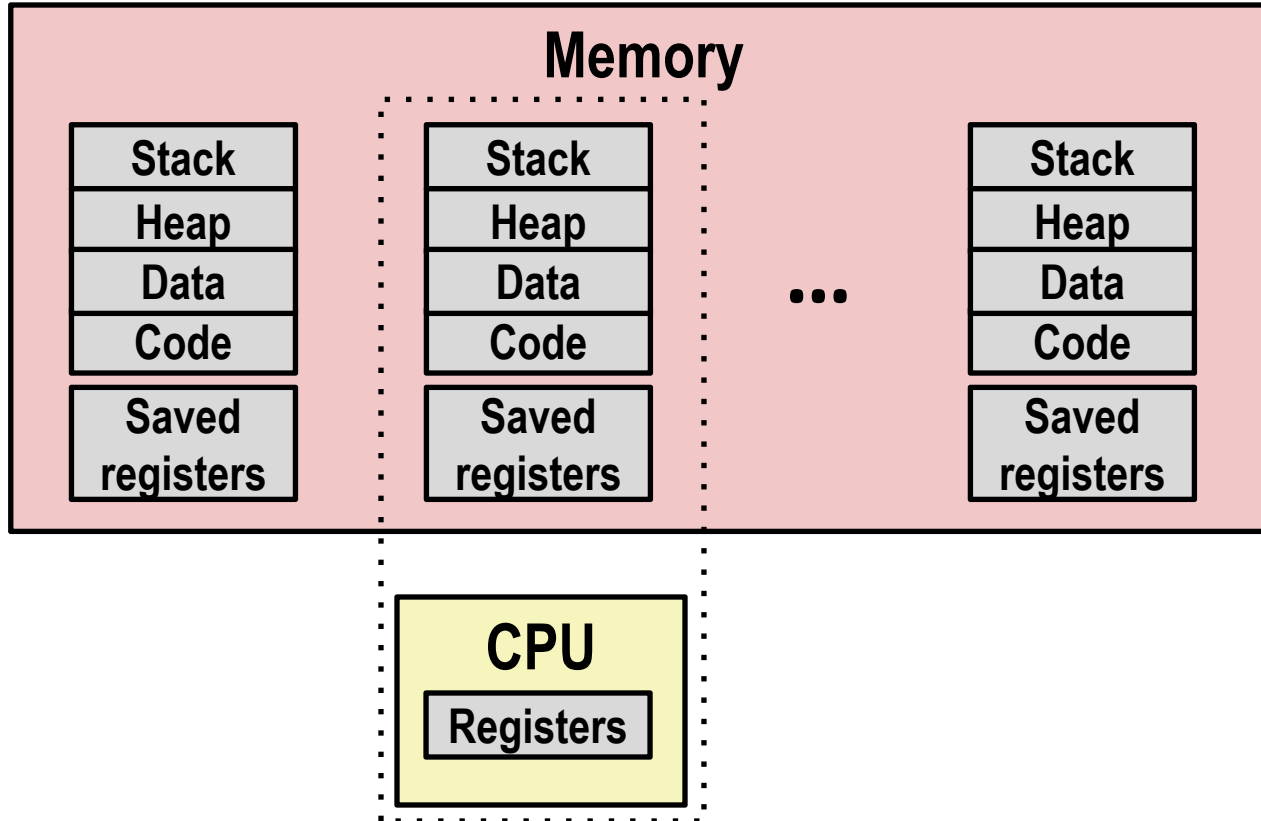 Memory
Stack
Heap
Data
Code
Saved
registers
Stack
Heap
Data
Code
Saved
registers
...
Stack
Heap
Data
Code
Saved
registers
CPU
Registers